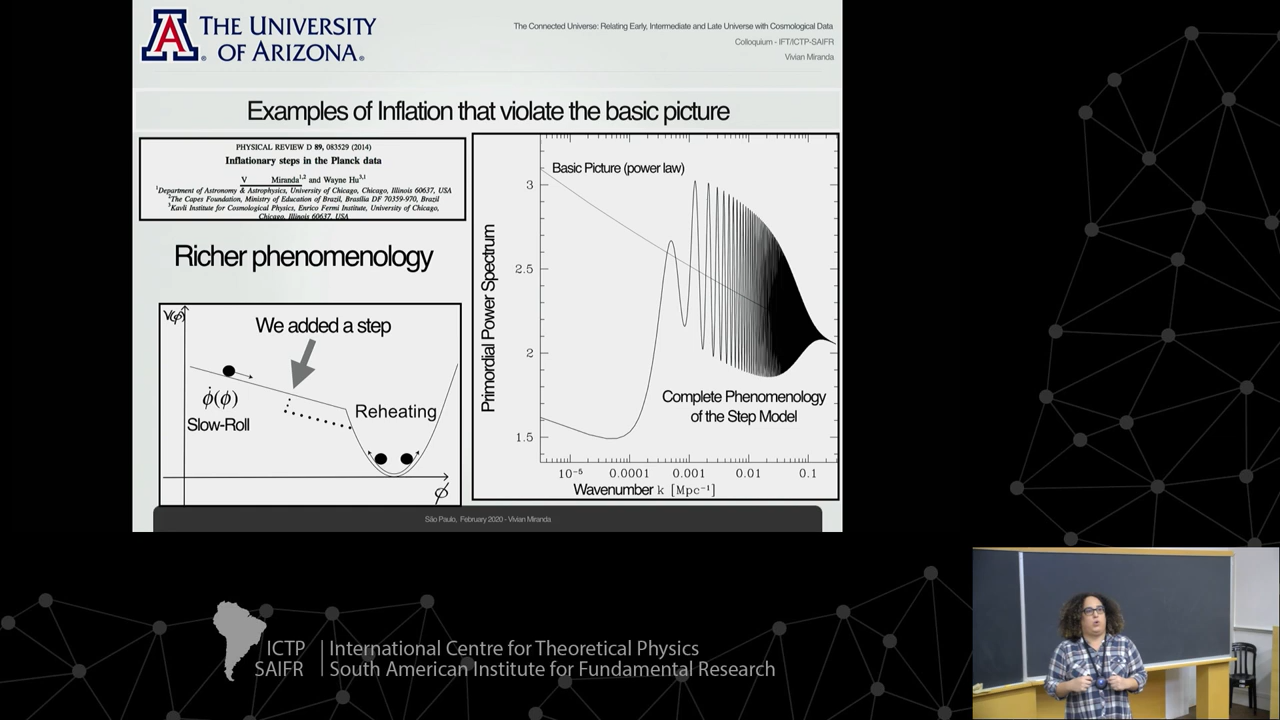 THE UNIVERSITY
OF ARIZONA®
The Connected Universe: Relating Early, Intermediate and Late Universe with Cosmological Data
Colloquium - IFT/ICTP-SAIFR
Vivian Miranda
Examples of Inflation that violate the basic picture
PHYSICAL REVIEW D 89, 083529 (2014)
Inflationary steps in the Planck data
V Miranda1,2 and Wayne Hu3,1
1Department of Astronomy & Astrophysics, University of Chicago, Chicago, Illinois 60637, USA
2The Capes Foundation, Ministry of Education of Brazil, Brasília DF 70359-970, Brazil
3Kavli Institute for Cosmological Physics, Enrico Fermi Institute, University of Chicago,
Chicago, Illinois 60637, USA
Richer phenomenology
V(φ)
We added a step
φ̇(φ)
Slow-Roll
Reheating
φ
Basic Picture (power law)
Primordial Power Spectrum
3
2.5
2
1.5
Complete Phenomenology
of the Step Model
10⁻⁵ 0.0001 0.001 0.01 0.1
Wavenumber k [Mpc⁻¹]
São Paulo, February 2020 - Vivian Miranda
ICTP International Centre for Theoretical Physics
SAIFR South American Institute for Fundamental Research